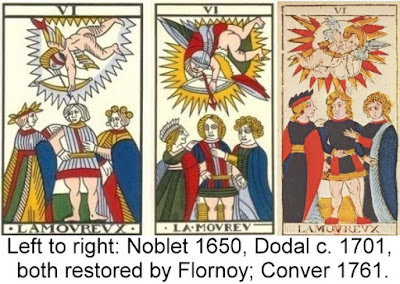 VI
VI
VI
LAMOVREVX
LA·MOVREV
LAMOVREVX
Left to right: Noblet 1650, Dodal c. 1701,
both restored by Flornoy; Conver 1761.